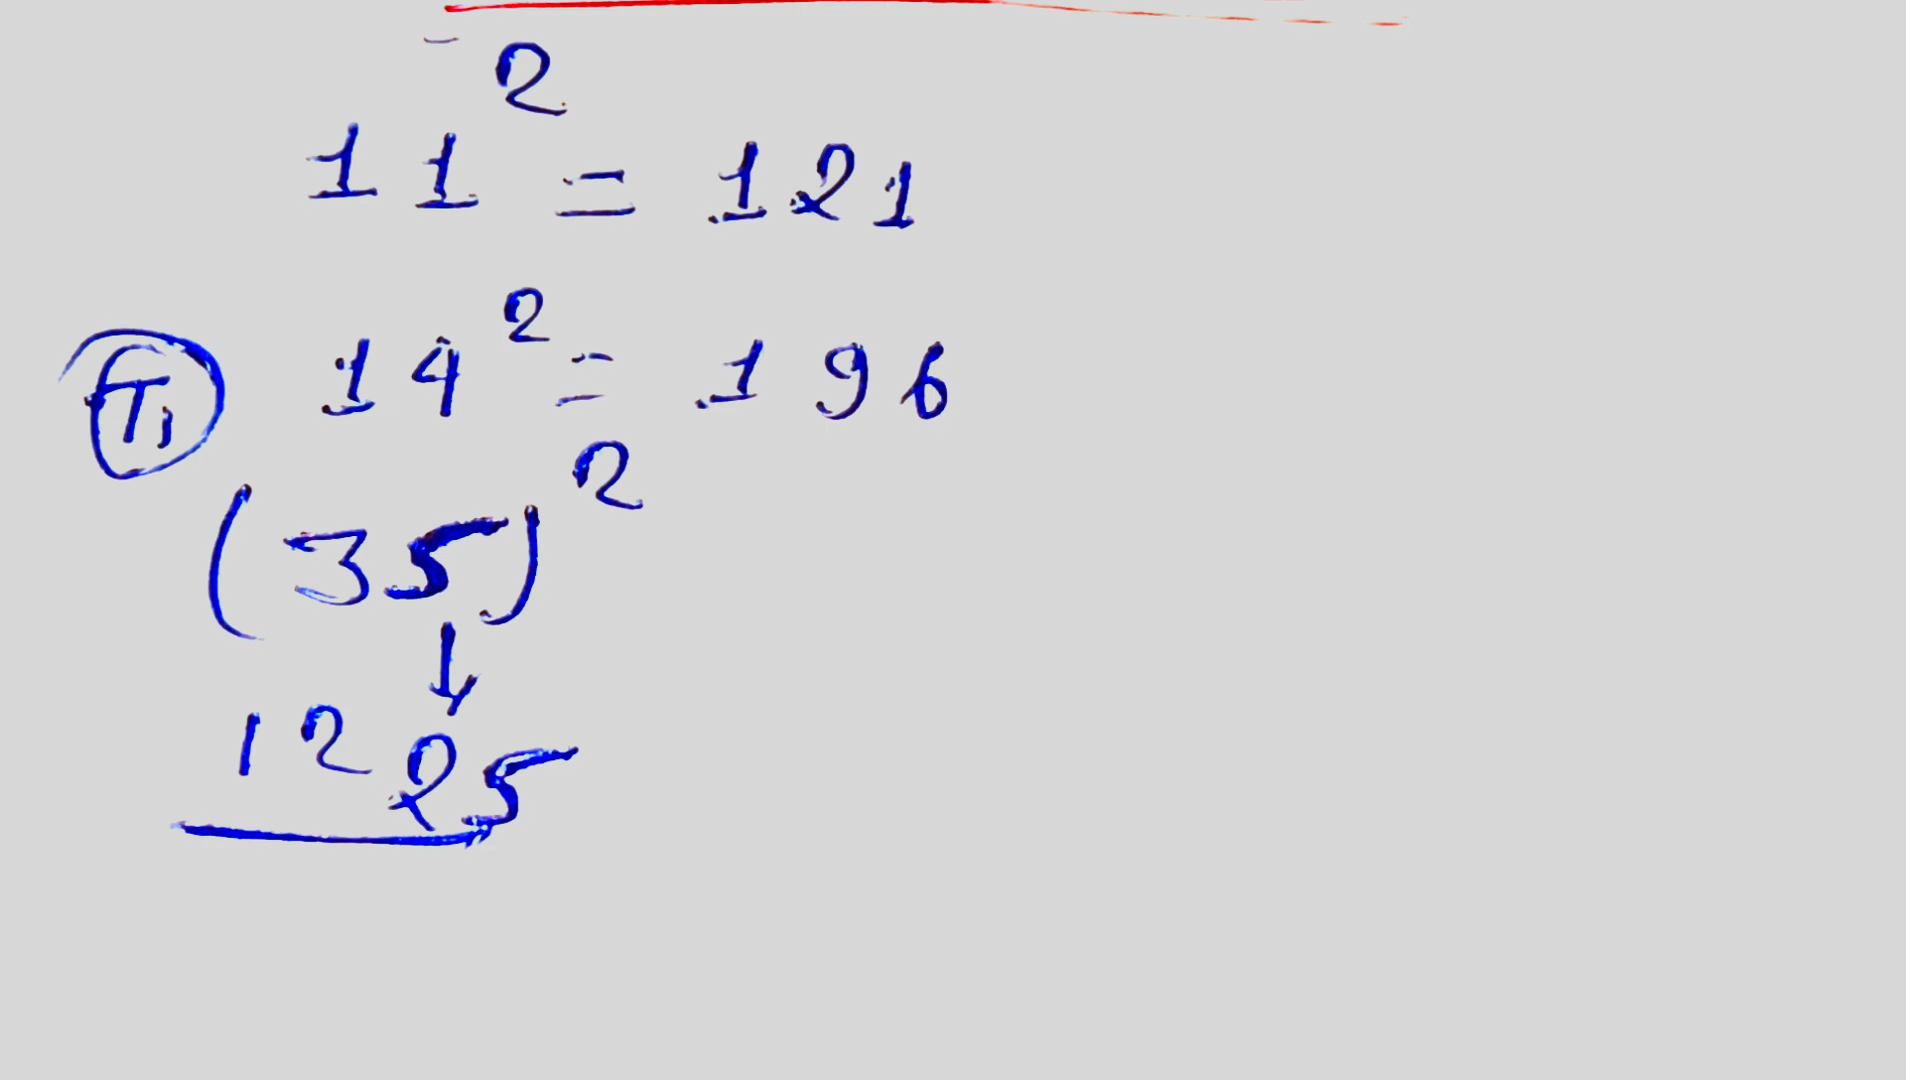 11² = 121
T₁ 14² = 196
(35)²
↓
1225